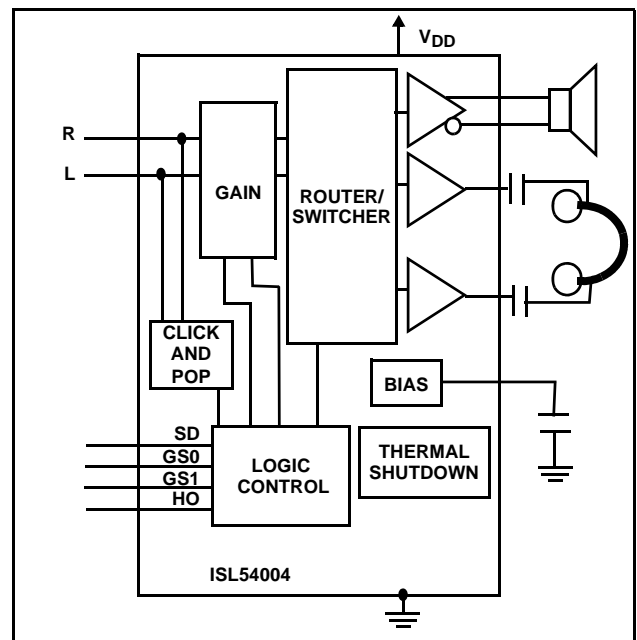 VDD
R
L
GAIN
ROUTER/
SWITCHER
CLICK
AND
POP
BIAS
SD
GS0
GS1
HO
LOGIC
CONTROL
THERMAL
SHUTDOWN
ISL54004